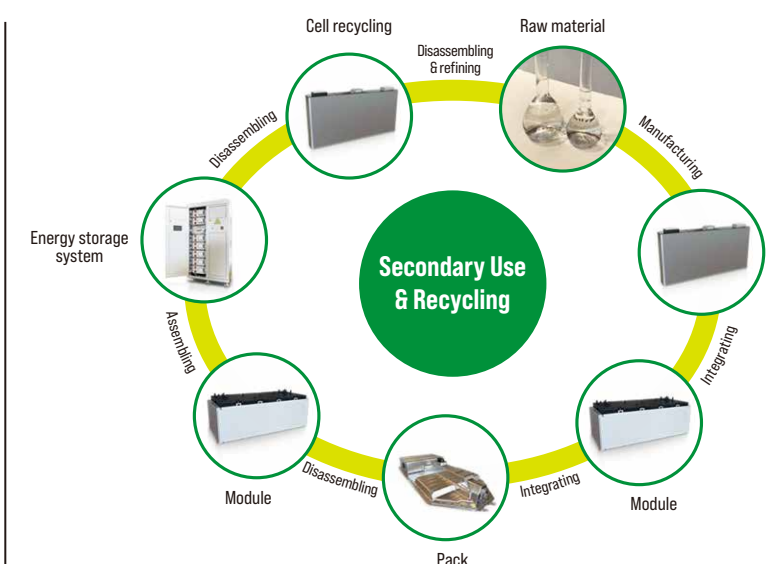 Cell recycling
Disassembling
& refining
Raw material
Manufacturing
Integrating
Module
Integrating
Pack
Disassembling
Module
Assembling
Energy storage
system
Disassembling
Secondary Use
& Recycling